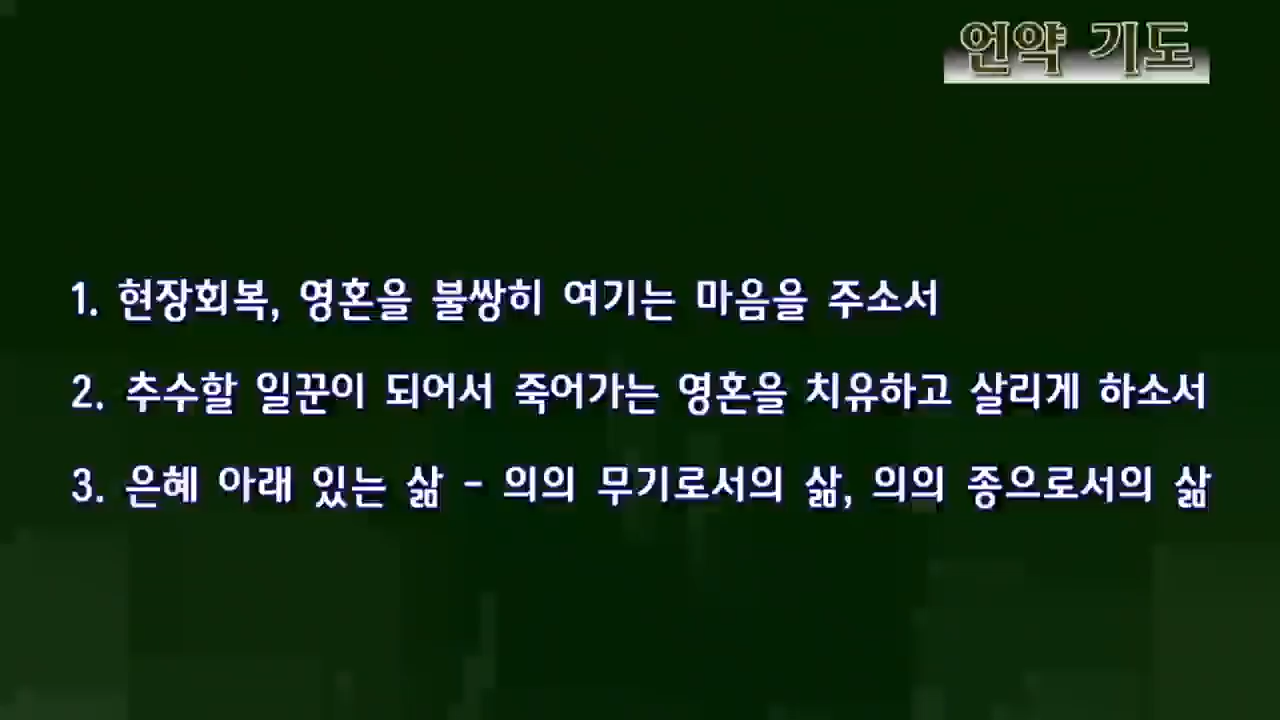 언약 기도
1. 현장회복, 영혼을 불쌍히 여기는 마음을 주소서
2. 추수할 일꾼이 되어서 죽어가는 영혼을 치유하고 살리게 하소서
3. 은혜 아래 있는 삶 - 의의 무기로서의 삶, 의의 종으로서의 삶